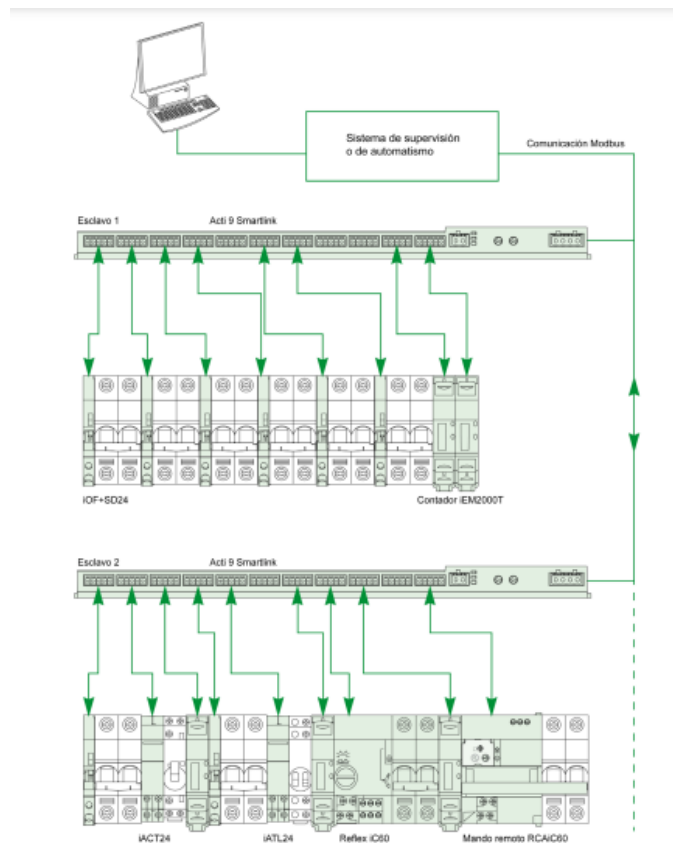 Sistema de supervisión
o de automatismo
Comunicación Modbus
Esclavo 1
Acti 9 Smartlink
iOF+SD24
Contador iEM2000T
Esclavo 2
Acti 9 Smartlink
iACT24
iATL24
Reflex iC60
Mando remoto RCAiC60